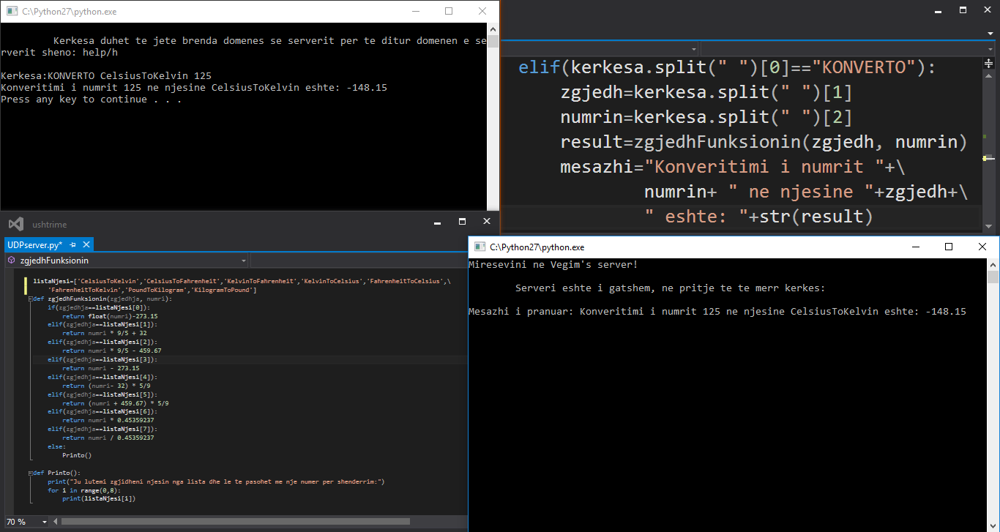 C:\Python27\python.exe
Kerkesa duhet te jete brenda domenes se serverit per te ditur domenen e se
rverit sheno: help/h
Kerkesa:KONVERTO CelsiusToKelvin 125
Konveritimi i numrit 125 ne njesine CelsiusToKelvin eshte: -148.15
Press any key to continue . . .
elif(kerkesa.split(" ")[0]=="KONVERTO"):
zgjedh=kerkesa.split(" ")[1]
numrin=kerkesa.split(" ")[2]
result=zgjedhFunksionin(zgjedh, numrin)
mesazhi="Konveritimi i numrit "+\
numrin+ " ne njesine "+zgjedh+\
" eshte: "+str(result)
ushtrime
UDPserver.py*
zgjedhFunksionin
listaNjesi=['CelsiusToKelvin','CelsiusToFahrenheit','KelvinToFahrenheit','KelvinToCelsius','FahrenheitToCelsius',\
'FahrenheitToKelvin','PoundToKilogram','KilogramToPound']
def zgjedhFunksionin(zgjedhja, numri):
if(zgjedhja==listaNjesi[0]):
return float(numri)-273.15
elif(zgjedhja==listaNjesi[1]):
return numri * 9/5 + 32
elif(zgjedhja==listaNjesi[2]):
return numri * 9/5 - 459.67
elif(zgjedhja==listaNjesi[3]):
return numri - 273.15
elif(zgjedhja==listaNjesi[4]):
return (numri- 32) * 5/9
elif(zgjedhja==listaNjesi[5]):
return (numri + 459.67) * 5/9
elif(zgjedhja==listaNjesi[6]):
return numri * 0.45359237
elif(zgjedhja==listaNjesi[7]):
return numri / 0.45359237
else:
Printo()
def Printo():
print("Ju lutemi zgjidheni njesin nga lista dhe le te pasohet me nje numer per shenderrim:")
for i in range(0,8):
print(listaNjesi[i])
70 %
C:\Python27\python.exe
Miresevini ne Vegim's server!
Serveri eshte i gatshem, ne pritje te te merr kerkes:
Mesazhi i pranuar: Konveritimi i numrit 125 ne njesine CelsiusToKelvin eshte: -148.15